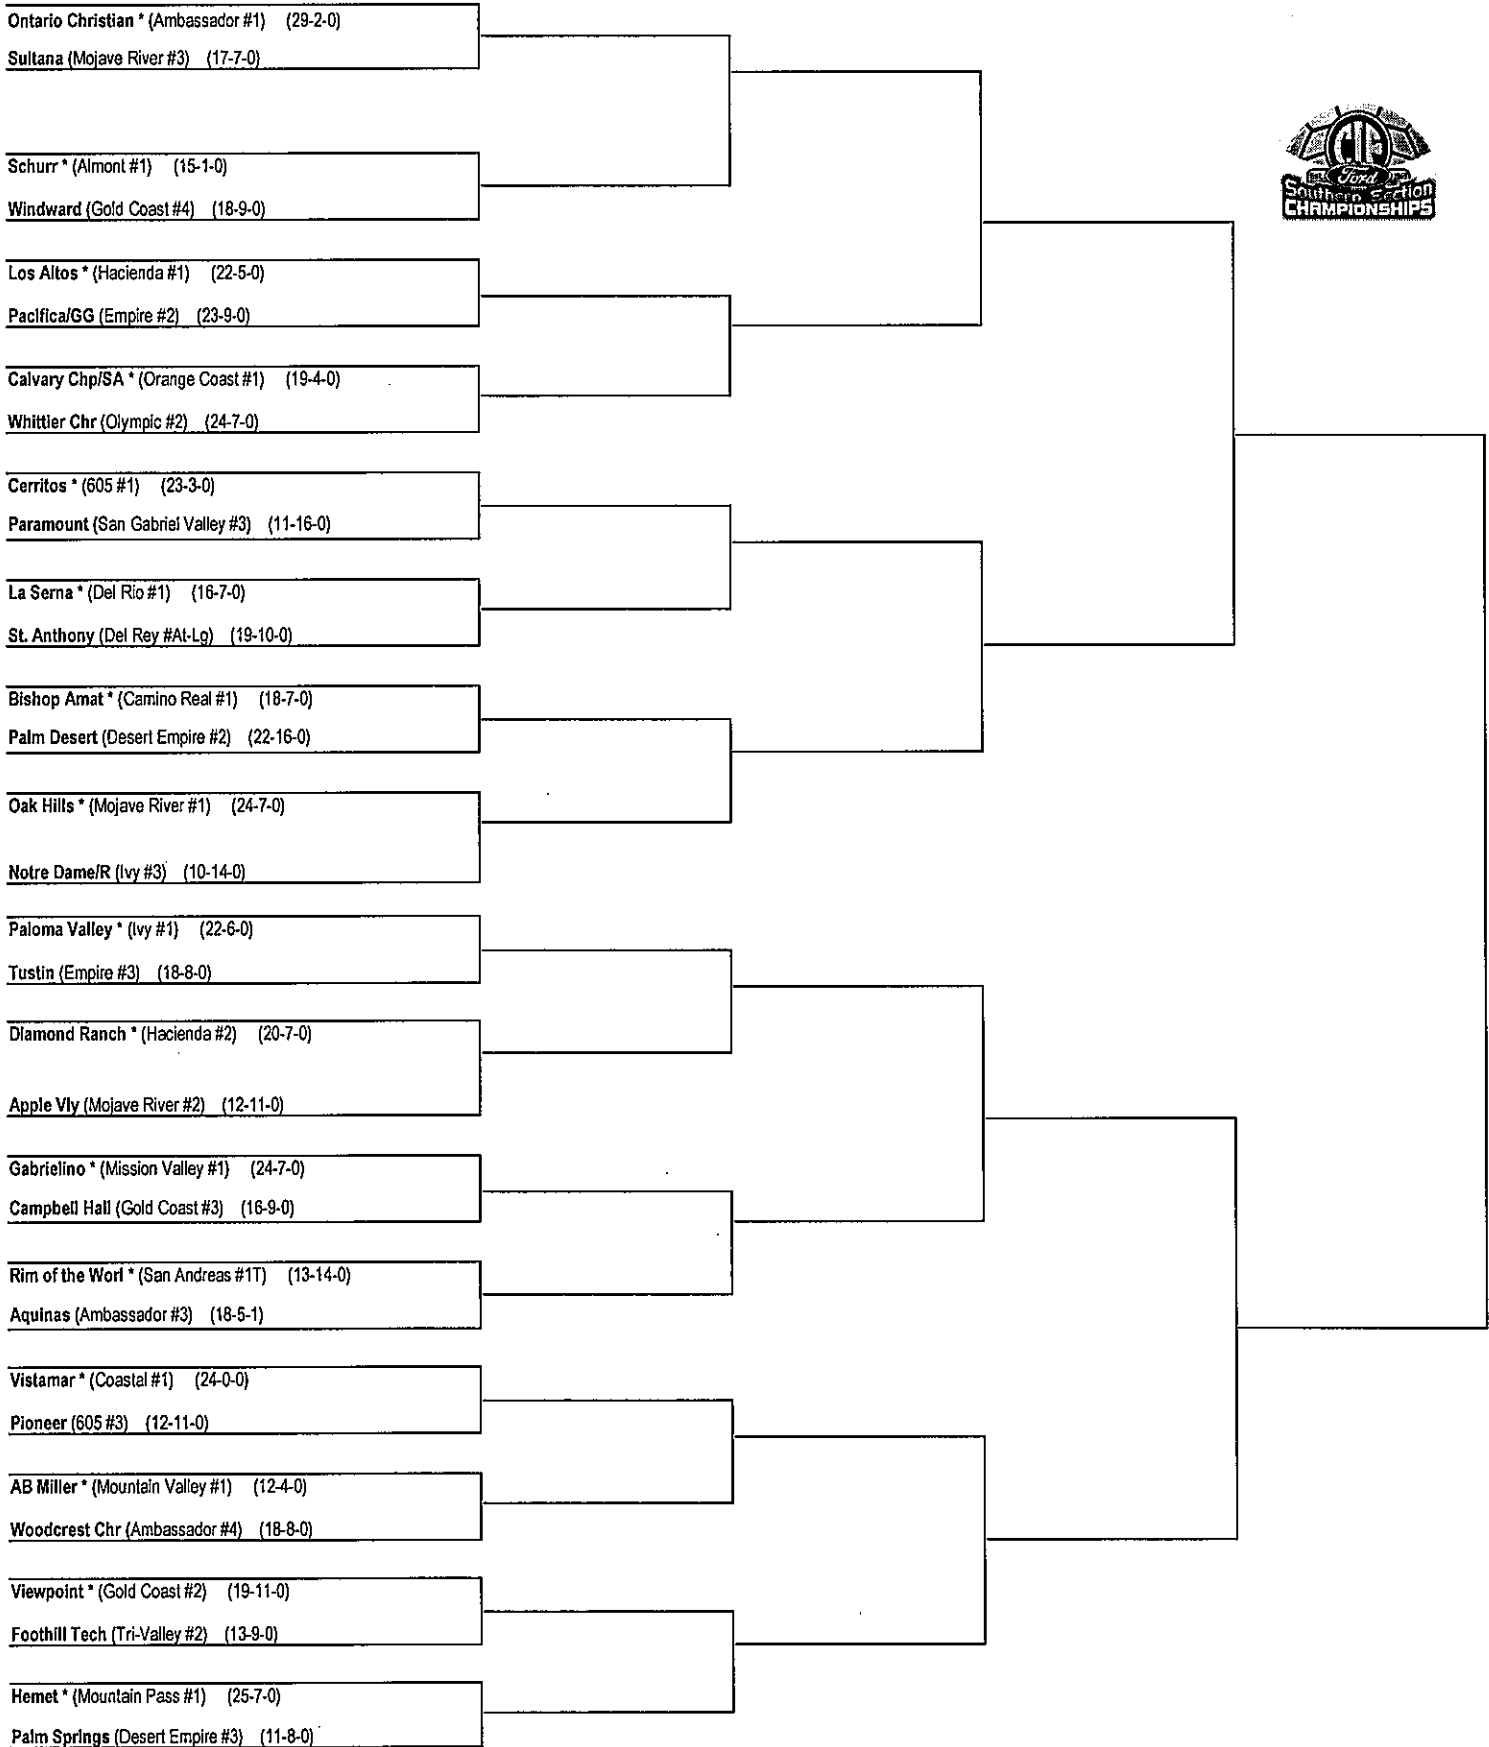 Ontario Christian * (Ambassador #1) (29-2-0)
Sultana (Mojave River #3) (17-7-0)
CIF
Ford
Southern Section
CHAMPIONSHIPS
Schurr * (Almont #1) (15-1-0)
Windward (Gold Coast #4) (18-9-0)
Los Altos * (Hacienda #1) (22-5-0)
Pacifica/GG (Empire #2) (23-9-0)
Calvary Chp/SA * (Orange Coast #1) (19-4-0)
Whittier Chr (Olympic #2) (24-7-0)
Cerritos * (605 #1) (23-3-0)
Paramount (San Gabriel Valley #3) (11-16-0)
La Serna * (Del Rio #1) (16-7-0)
St. Anthony (Del Rey #At-Lg) (19-10-0)
Bishop Amat * (Camino Real #1) (18-7-0)
Palm Desert (Desert Empire #2) (22-16-0)
Oak Hills * (Mojave River #1) (24-7-0)
Notre Dame/R (Ivy #3) (10-14-0)
Paloma Valley * (Ivy #1) (22-6-0)
Tustin (Empire #3) (18-8-0)
Diamond Ranch * (Hacienda #2) (20-7-0)
Apple Vly (Mojave River #2) (12-11-0)
Gabrielino * (Mission Valley #1) (24-7-0)
Campbell Hall (Gold Coast #3) (16-9-0)
Rim of the Worl * (San Andreas #1T) (13-14-0)
Aquinas (Ambassador #3) (18-5-1)
Vistamar * (Coastal #1) (24-0-0)
Pioneer (605 #3) (12-11-0)
AB Miller * (Mountain Valley #1) (12-4-0)
Woodcrest Chr (Ambassador #4) (18-8-0)
Viewpoint * (Gold Coast #2) (19-11-0)
Foothill Tech (Tri-Valley #2) (13-9-0)
Hemet * (Mountain Pass #1) (25-7-0)
Palm Springs (Desert Empire #3) (11-8-0)